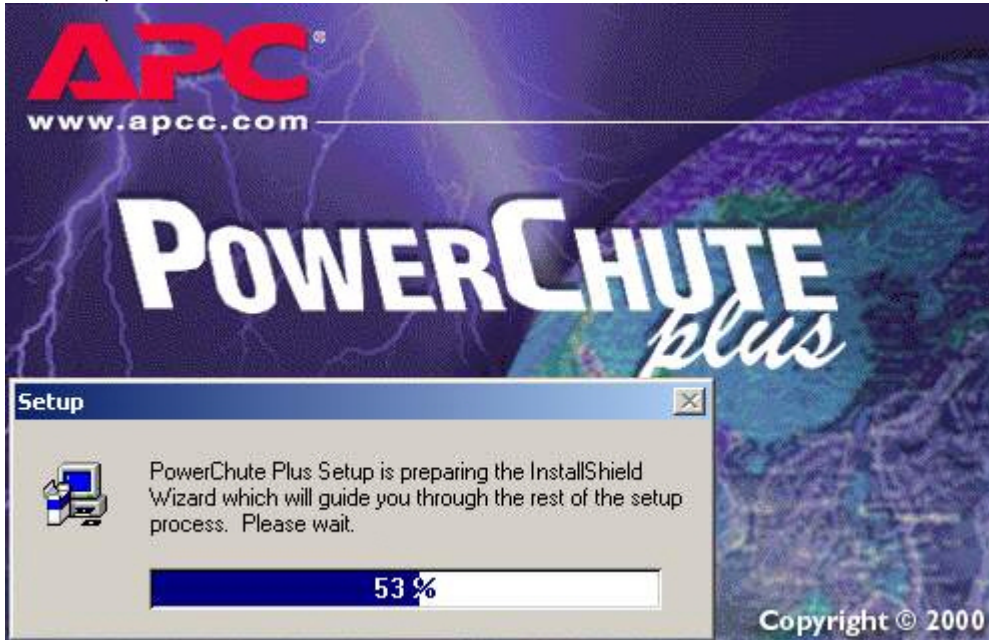 APC®
www.apcc.com
POWERCHUTE
plus
Setup
PowerChute Plus Setup is preparing the InstallShield
Wizard which will guide you through the rest of the setup
process. Please wait.
53 %
Copyright © 2000